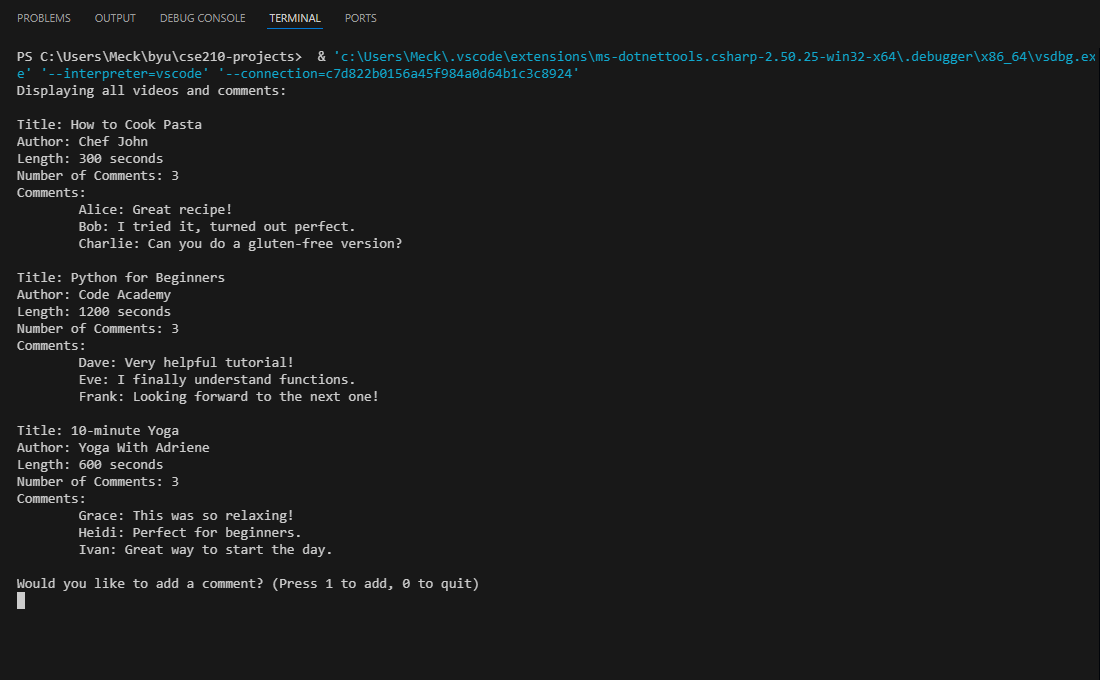 PROBLEMS OUTPUT DEBUG CONSOLE TERMINAL PORTS
PS C:\Users\Meck\byu\cse210-projects>  & 'c:\Users\Meck\.vscode\extensions\ms-dotnettools.csharp-2.50.25-win32-x64\.debugger\x86_64\vsdbg.ex
e' '--interpreter=vscode' '--connection=c7d822b0156a45f984a0d64b1c3c8924'
Displaying all videos and comments:
Title: How to Cook Pasta
Author: Chef John
Length: 300 seconds
Number of Comments: 3
Comments:
Alice: Great recipe!
Bob: I tried it, turned out perfect.
Charlie: Can you do a gluten-free version?
Title: Python for Beginners
Author: Code Academy
Length: 1200 seconds
Number of Comments: 3
Comments:
Dave: Very helpful tutorial!
Eve: I finally understand functions.
Frank: Looking forward to the next one!
Title: 10-minute Yoga
Author: Yoga With Adriene
Length: 600 seconds
Number of Comments: 3
Comments:
Grace: This was so relaxing!
Heidi: Perfect for beginners.
Ivan: Great way to start the day.
Would you like to add a comment? (Press 1 to add, 0 to quit)